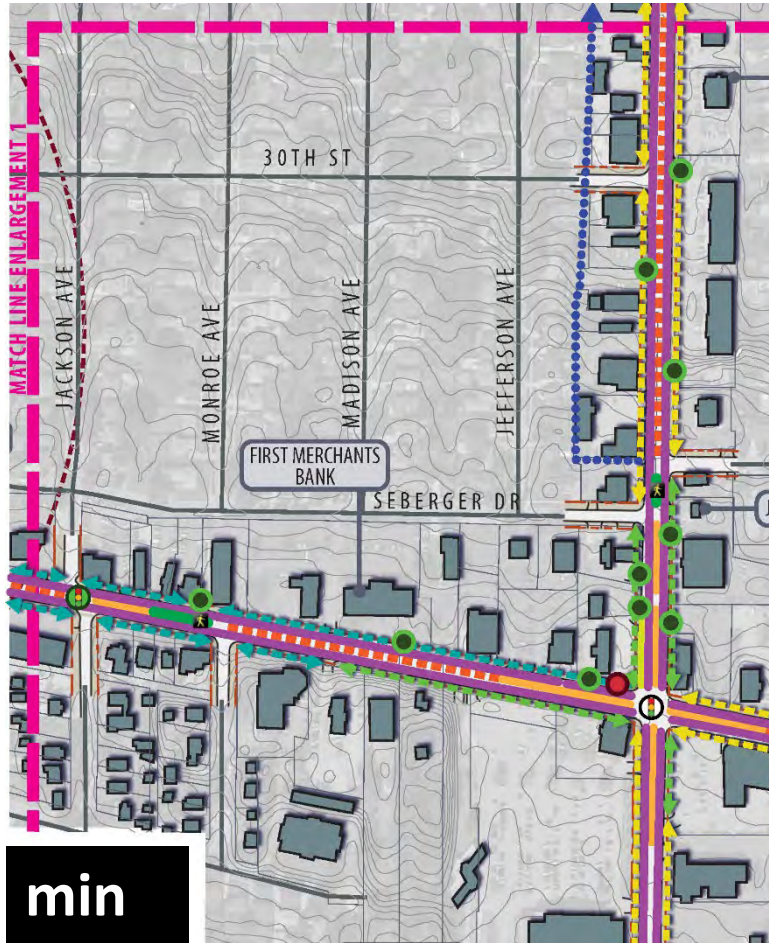 30TH ST
MATCH LINE ENLARGEMENT 1
JACKSON AVE
MONROE AVE
MADISON AVE
JEFFERSON AVE
FIRST MERCHANTS
BANK
SEBERGER DR
J
min